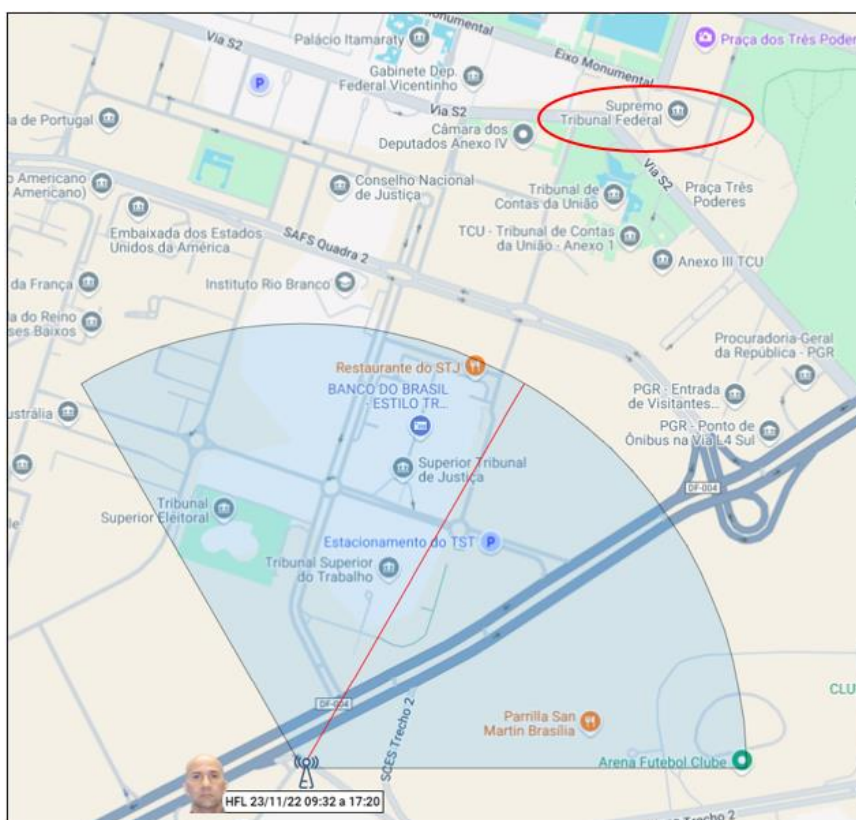 Via S2
Palácio Itamaraty
Monumental
Eixo Monumental
Praça dos Três Poder
Gabinete Dep.
Federal Vicentinho
Via S2
Supremo
Tribunal Federal
Câmara dos
Deputados Anexo IV
a de Portugal
Via S2
Americano
Americano)
Conselho Nacional
de Justiça
Tribunal de
Contas da União
Praça Três
Poderes
Embaixada dos Estados
Unidos da América
SAFS Quadra 2
TCU - Tribunal de Contas
da União - Anexo 1
Anexo III TCU
da França
Instituto Rio Branco
do Reino
ses Baixos
Procuradoria-Geral
da República - PGR
Restaurante do STJ
BANCO DO BRASIL
- ESTILO TR...
PGR - Entrada
de Visitantes...
ustrália
PGR - Ponto de
Ônibus na Via L4 Sul
Superior Tribunal
de Justiça
DF-004
Tribunal
Superior Eleitoral
Estacionamento do TST
Tribunal Superior
do Trabalho
DF-004
SCES Trecho 2
Parrilla San
Martin Brasília
CLU
Arena Futebol Clube
HFL 23/11/22 09:32 a 17:20
SCES Trecho 2